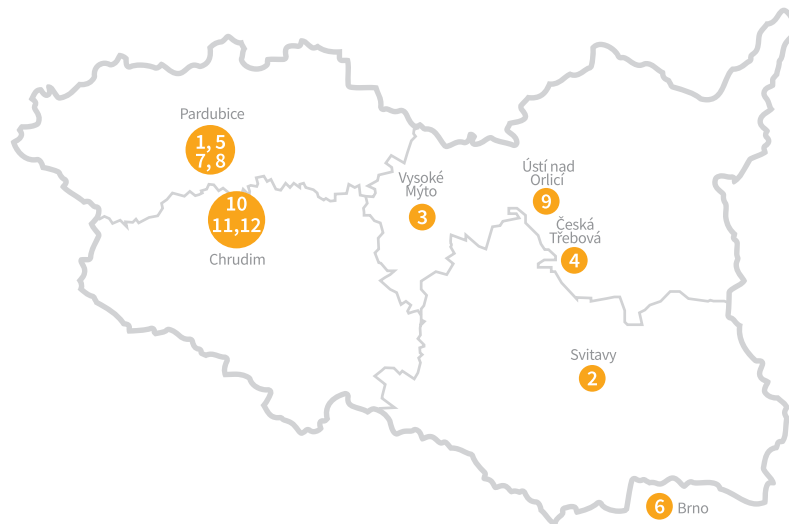 Pardubice
1, 5
7, 8
10
11,12
Chrudim
Vysoké
Mýto
3
Ústí nad
Orlicí
9
Česká
Třebová
4
Svitavy
2
6 Brno